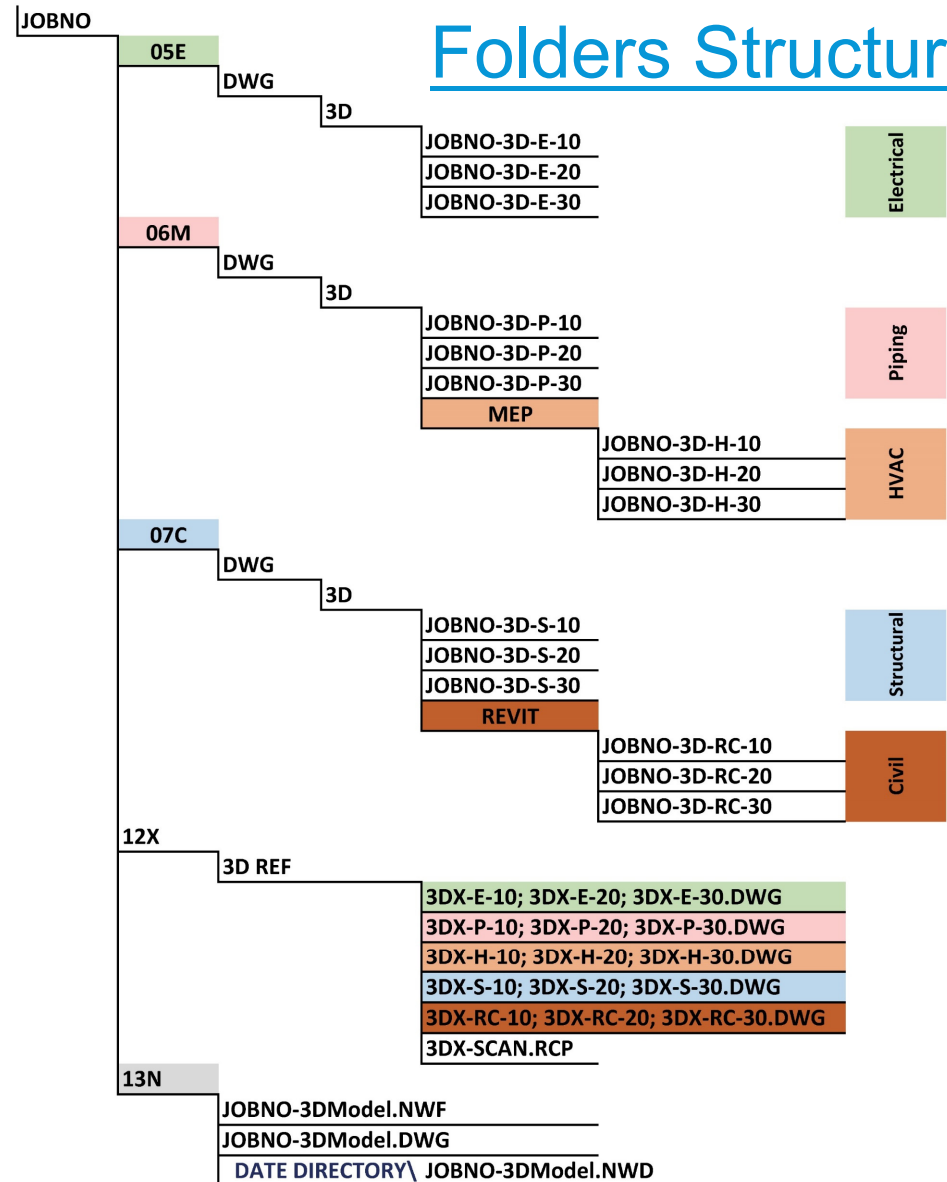 JOBNO
Folders Structur
05E
DWG
3D
JOBNO-3D-E-10
JOBNO-3D-E-20
JOBNO-3D-E-30
Electrical
06M
DWG
3D
JOBNO-3D-P-10
JOBNO-3D-P-20
JOBNO-3D-P-30
Piping
MEP
JOBNO-3D-H-10
JOBNO-3D-H-20
JOBNO-3D-H-30
HVAC
07C
DWG
3D
JOBNO-3D-S-10
JOBNO-3D-S-20
JOBNO-3D-S-30
Structural
REVIT
JOBNO-3D-RC-10
JOBNO-3D-RC-20
JOBNO-3D-RC-30
Civil
12X
3D REF
3DX-E-10; 3DX-E-20; 3DX-E-30.DWG
3DX-P-10; 3DX-P-20; 3DX-P-30.DWG
3DX-H-10; 3DX-H-20; 3DX-H-30.DWG
3DX-S-10; 3DX-S-20; 3DX-S-30.DWG
3DX-RC-10; 3DX-RC-20; 3DX-RC-30.DWG
3DX-SCAN.RCP
13N
JOBNO-3DModel.NWF
JOBNO-3DModel.DWG
DATE DIRECTORY\ JOBNO-3DModel.NWD